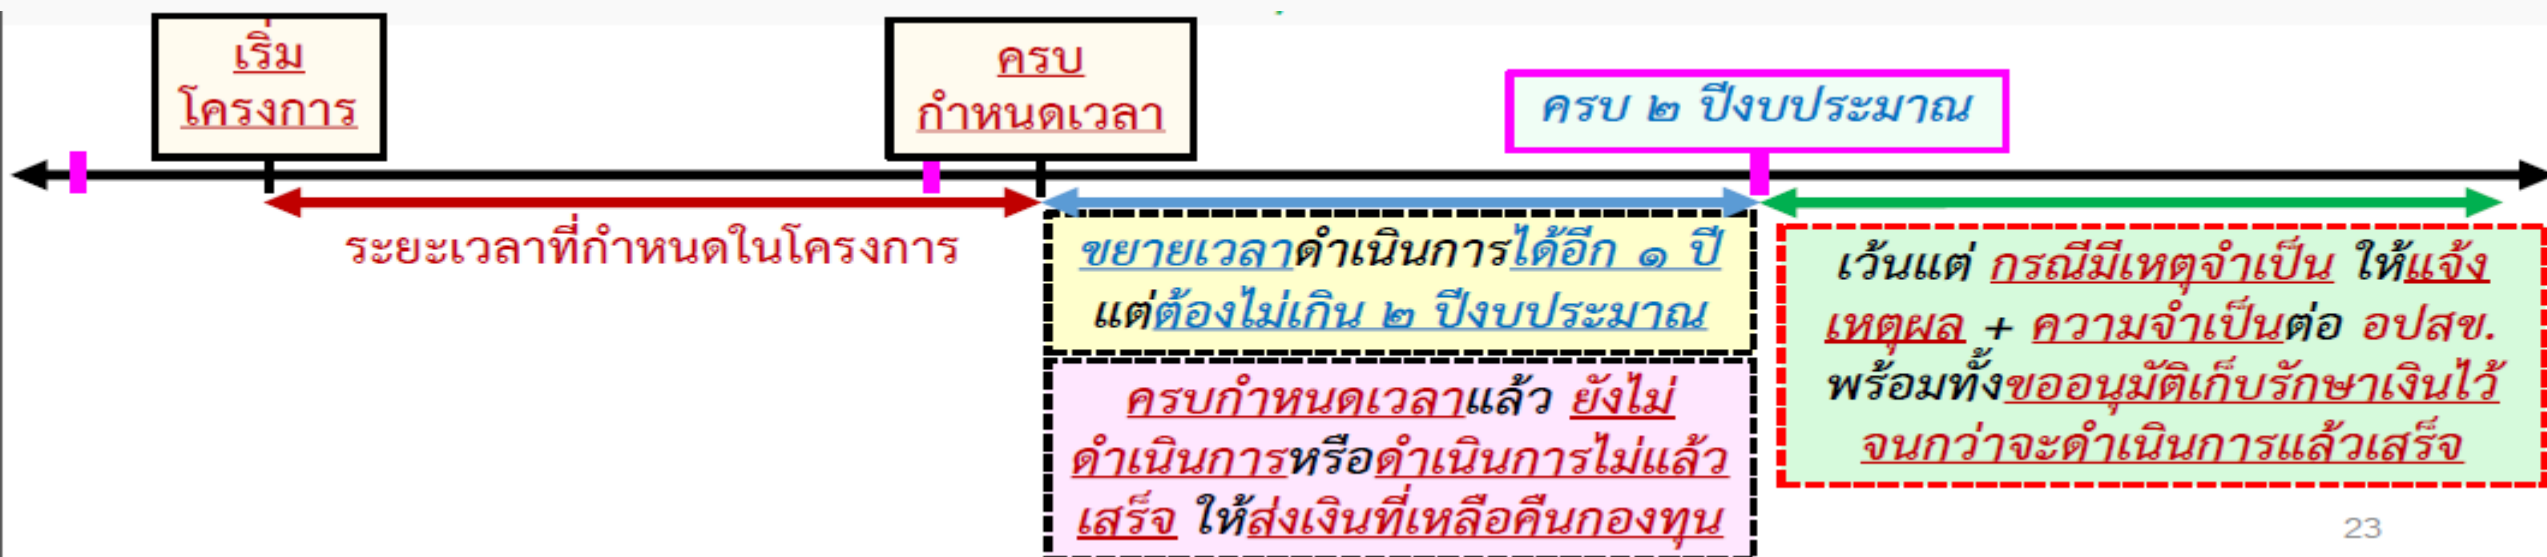 เริ่ม
โครงการ
ครบ
กำหนดเวลา
ครบ ๒ ปีงบประมาณ
ระยะเวลาที่กำหนดในโครงการ
ขยายเวลาดำเนินการได้อีก ๑ ปี
แต่ต้องไม่เกิน ๒ ปีงบประมาณ
ครบกำหนดเวลาแล้ว ยังไม่
ดำเนินการหรือดำเนินการไม่แล้ว
เสร็จ ให้ส่งเงินที่เหลือคืนกองทุน
เว้นแต่ กรณีมีเหตุจำเป็น ให้แจ้ง
เหตุผล + ความจำเป็นต่อ อปสข.
พร้อมทั้งขออนุมัติเก็บรักษาเงินไว้
จนกว่าจะดำเนินการแล้วเสร็จ
23